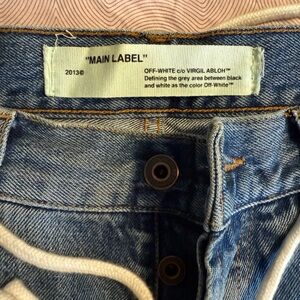 "MAIN LABEL"
2013©
OFF-WHITE c/o VIRGIL ABLOH™
Defining the grey area between black
and white as the color Off-White™